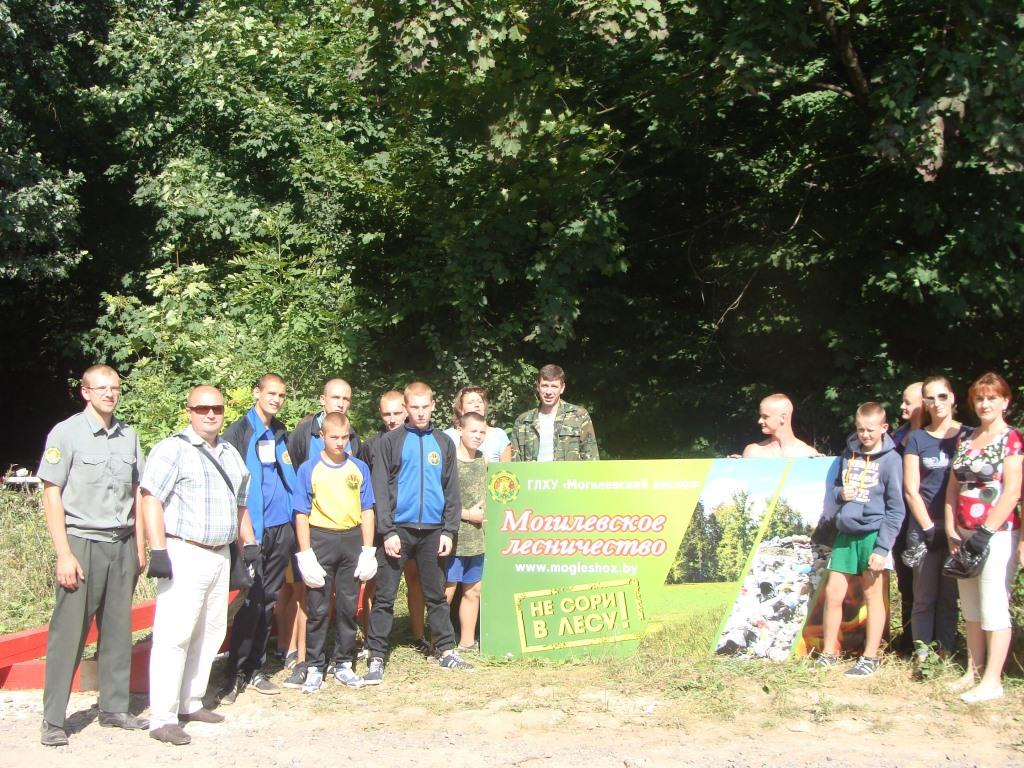 ГЛХУ «Могилевский лесхоз»
Могилевское
лесничество
www.mogleshoz.by
НЕ СОРИ
В ЛЕСУ!